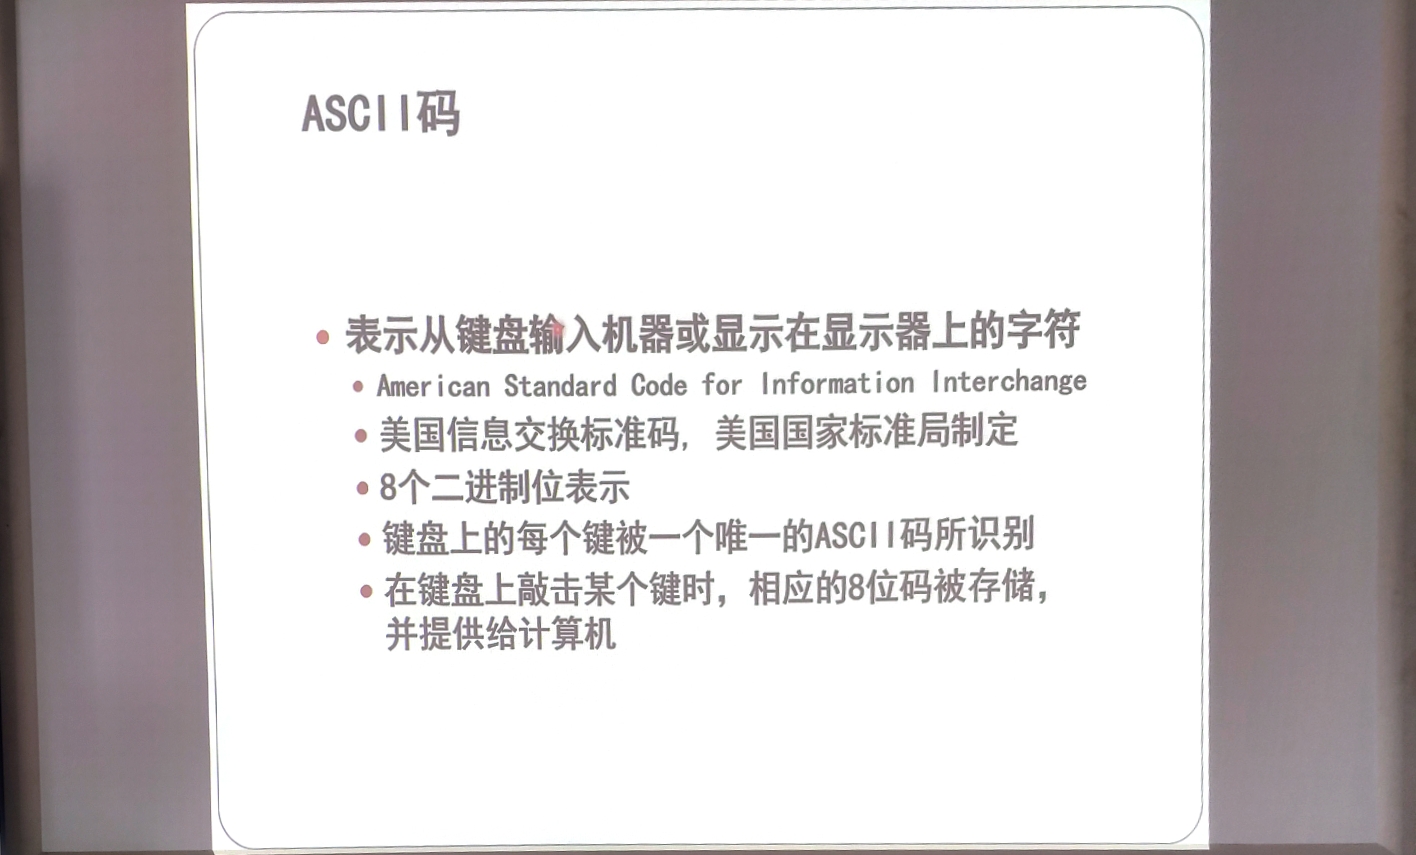 ASCII码
表示从键盘输入机器或显示在显示器上的字符
American Standard Code for Information Interchange
美国信息交换标准码，美国国家标准局制定
8个二进制位表示
键盘上的每个键被一个唯一的ASCII码所识别
在键盘上敲击某个键时，相应的8位码被存储，
并提供给计算机